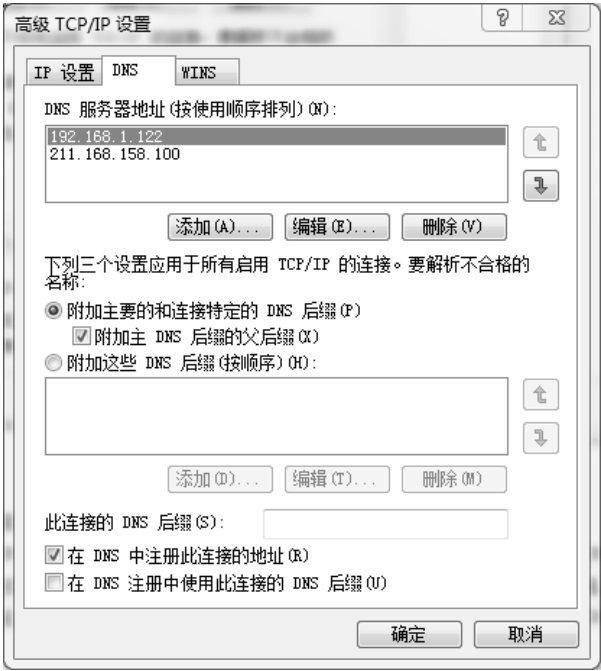 高级 TCP/IP 设置
IP 设置 DNS WINS
DNS 服务器地址(按使用顺序排列)(N):
192.168.1.122
211.168.158.100
添加(A)... 编辑(E)... 删除(V)
下列三个设置应用于所有启用 TCP/IP 的连接。要解析不合格的
名称:
附加主要的和连接特定的 DNS 后缀(P)
附加主 DNS 后缀的父后缀(X)
附加这些 DNS 后缀(按顺序)(H):
添加(D)... 编辑(T)... 删除(M)
此连接的 DNS 后缀(S):
在 DNS 中注册此连接的地址(R)
在 DNS 注册中使用此连接的 DNS 后缀(U)
确定 取消